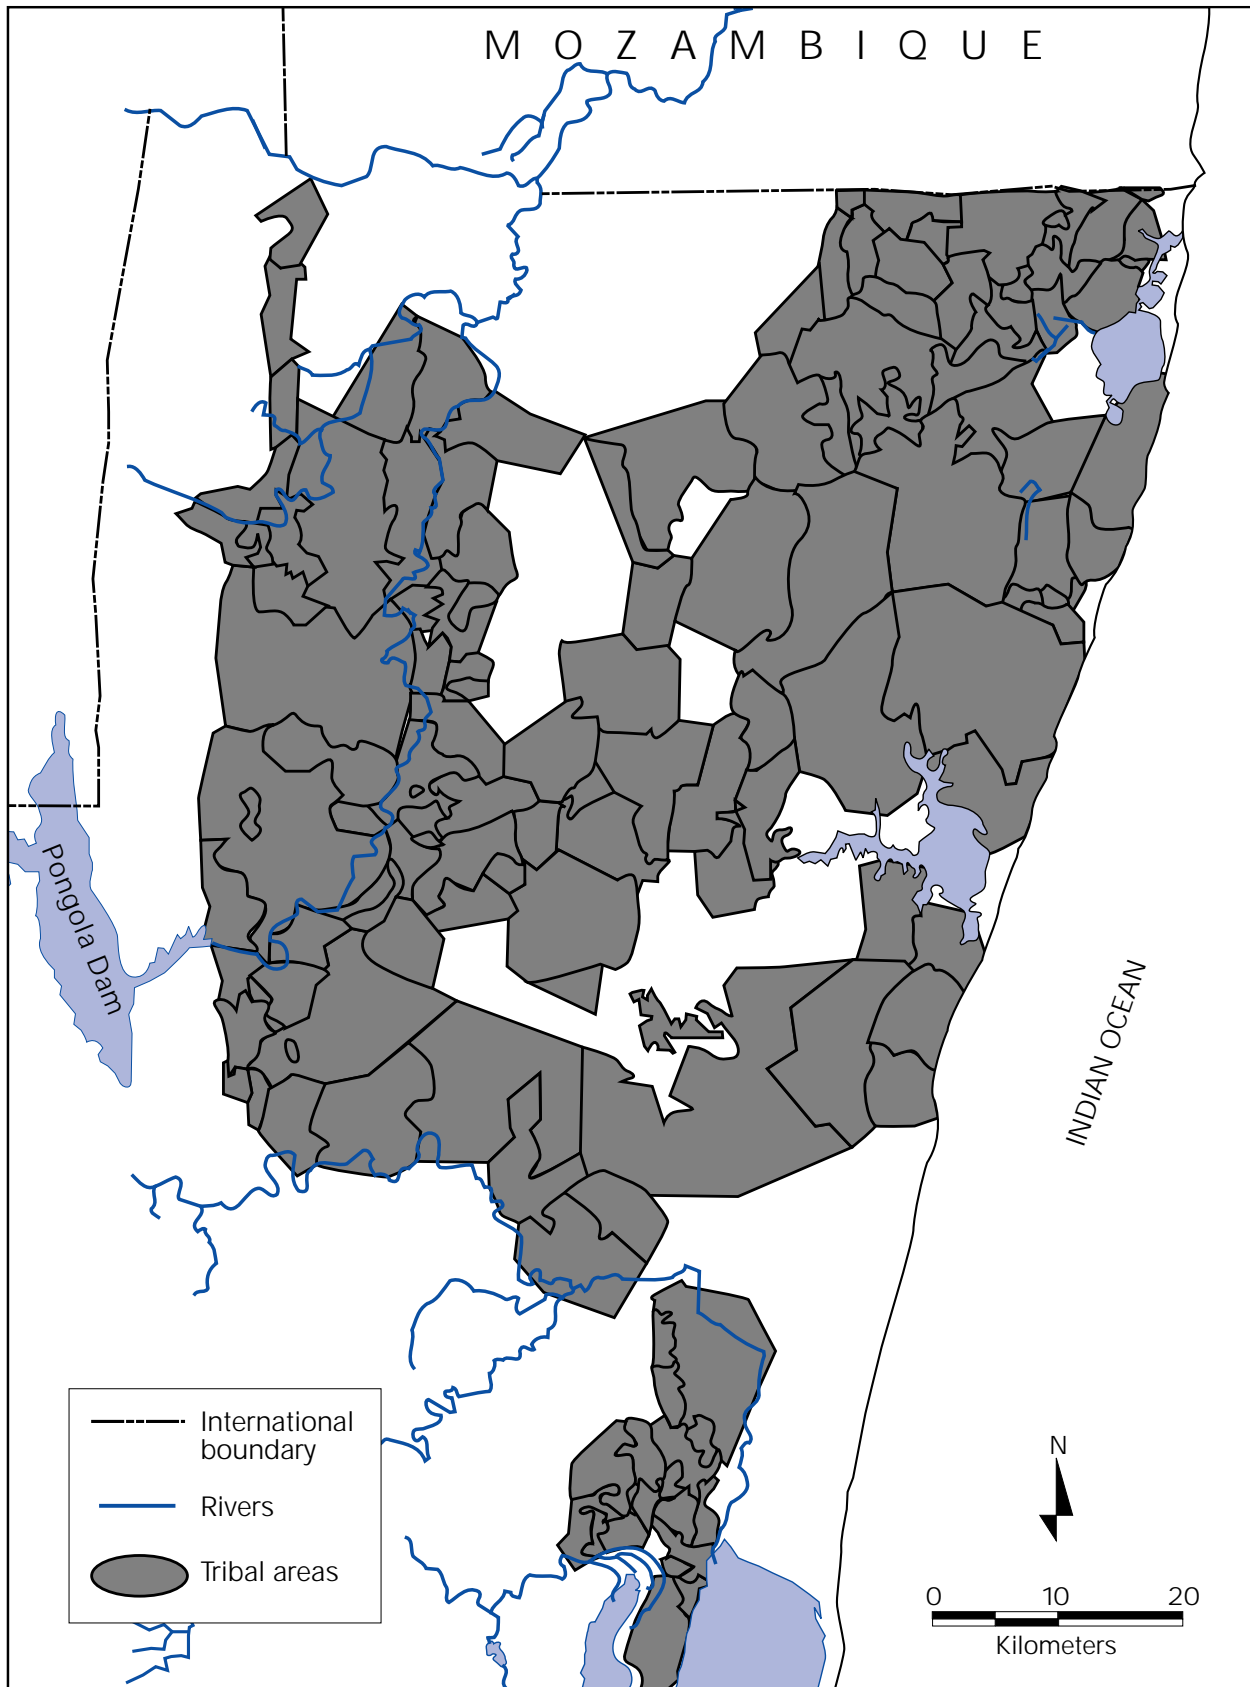 MOZAMBIQUE
Pongola Dam
INDIAN OCEAN
International
boundary
Rivers
Tribal areas
N
0 10 20
Kilometers